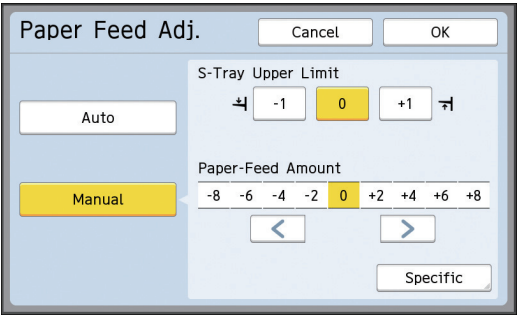 Paper Feed Adj.
Cancel
OK
S-Tray Upper Limit
-1 0 +1
Auto
Paper-Feed Amount
Manual
-8 -6 -4 -2 0 +2 +4 +6 +8
< >
Specific